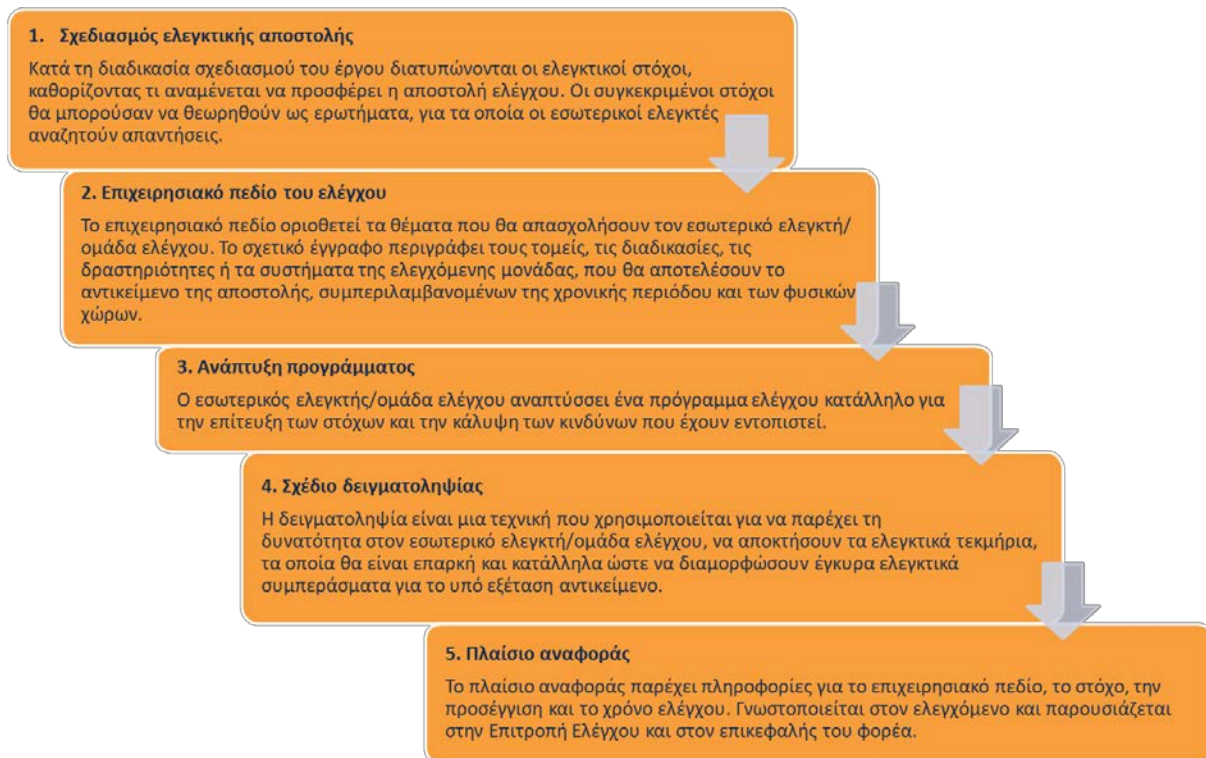 1. Σχεδιασμός ελεγκτικής αποστολής
Κατά τη διαδικασία σχεδιασμού του έργου διατυπώνονται οι ελεγκτικοί στόχοι,
καθορίζοντας τι αναμένεται να προσφέρει η αποστολή ελέγχου. Οι συγκεκριμένοι στόχοι
θα μπορούσαν να θεωρηθούν ως ερωτήματα, για τα οποία οι εσωτερικοί ελεγκτές
αναζητούν απαντήσεις.
2. Επιχειρησιακό πεδίο του ελέγχου
Το επιχειρησιακό πεδίο οριοθετεί τα θέματα που θα απασχολήσουν τον εσωτερικό ελεγκτή/
ομάδα ελέγχου. Το σχετικό έγγραφο περιγράφει τους τομείς, τις διαδικασίες, τις
δραστηριότητες ή τα συστήματα της ελεγχόμενης μονάδας, που θα αποτελέσουν το
αντικείμενο της αποστολής, συμπεριλαμβανομένων της χρονικής περιόδου και των φυσικών
χώρων.
3. Ανάπτυξη προγράμματος
Ο εσωτερικός ελεγκτής/ομάδα ελέγχου αναπτύσσει ένα πρόγραμμα ελέγχου κατάλληλο για
την επίτευξη των στόχων και την κάλυψη των κινδύνων που έχουν εντοπιστεί.
4. Σχέδιο δειγματοληψίας
Η δειγματοληψία είναι μια τεχνική που χρησιμοποιείται για να παρέχει τη
δυνατότητα στον εσωτερικό ελεγκτή/ομάδα ελέγχου, να αποκτήσουν τα ελεγκτικά τεκμήρια,
τα οποία θα είναι επαρκή και κατάλληλα ώστε να διαμορφώσουν έγκυρα ελεγκτικά
συμπεράσματα για το υπό εξέταση αντικείμενο.
5. Πλαίσιο αναφοράς
Το πλαίσιο αναφοράς παρέχει πληροφορίες για το επιχειρησιακό πεδίο, το στόχο, την
προσέγγιση και το χρόνο ελέγχου. Γνωστοποιείται στον ελεγχόμενο και παρουσιάζεται
στην Επιτροπή Ελέγχου και στον επικεφαλής του φορέα.